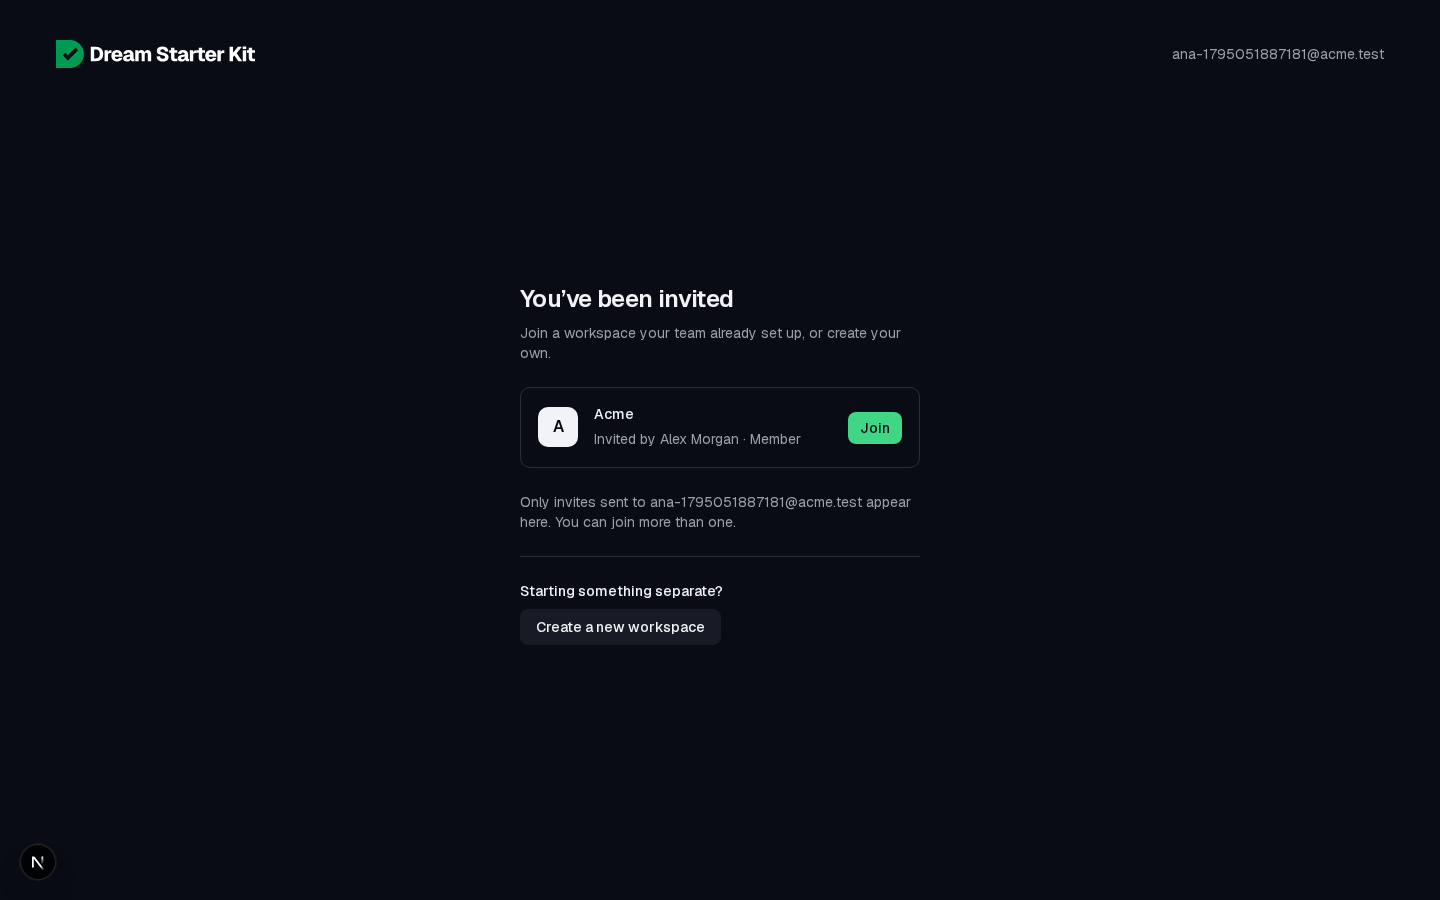 Dream Starter Kit
ana-1795051887181@acme.test
You’ve been invited
Join a workspace your team already set up, or create your
own.
A
Acme
Invited by Alex Morgan · Member
Join
Only invites sent to ana-1795051887181@acme.test appear
here. You can join more than one.
Starting something separate?
Create a new workspace
N